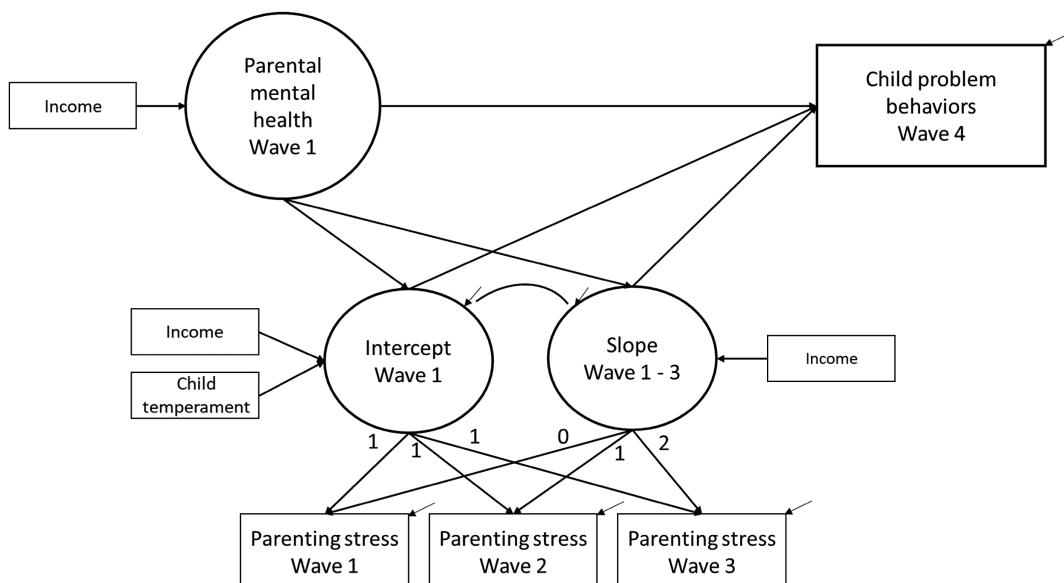 Parental
mental
health
Wave 1
Income
Child problem
behaviors
Wave 4
Income
Child
temperament
Intercept
Wave 1
Slope
Wave 1 - 3
Income
1
1
1
0
1
2
Parenting stress
Wave 1
Parenting stress
Wave 2
Parenting stress
Wave 3